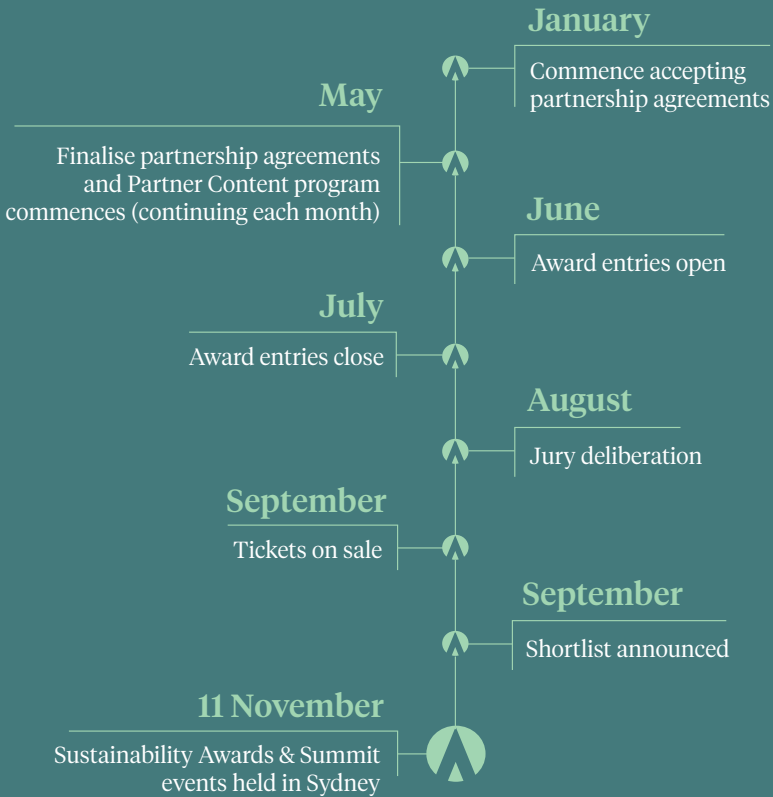 January
Commence accepting
partnership agreements
May
Finalise partnership agreements
and Partner Content program
commences (continuing each month)
June
Award entries open
July
Award entries close
August
Jury deliberation
September
Tickets on sale
September
Shortlist announced
11 November
Sustainability Awards & Summit
events held in Sydney